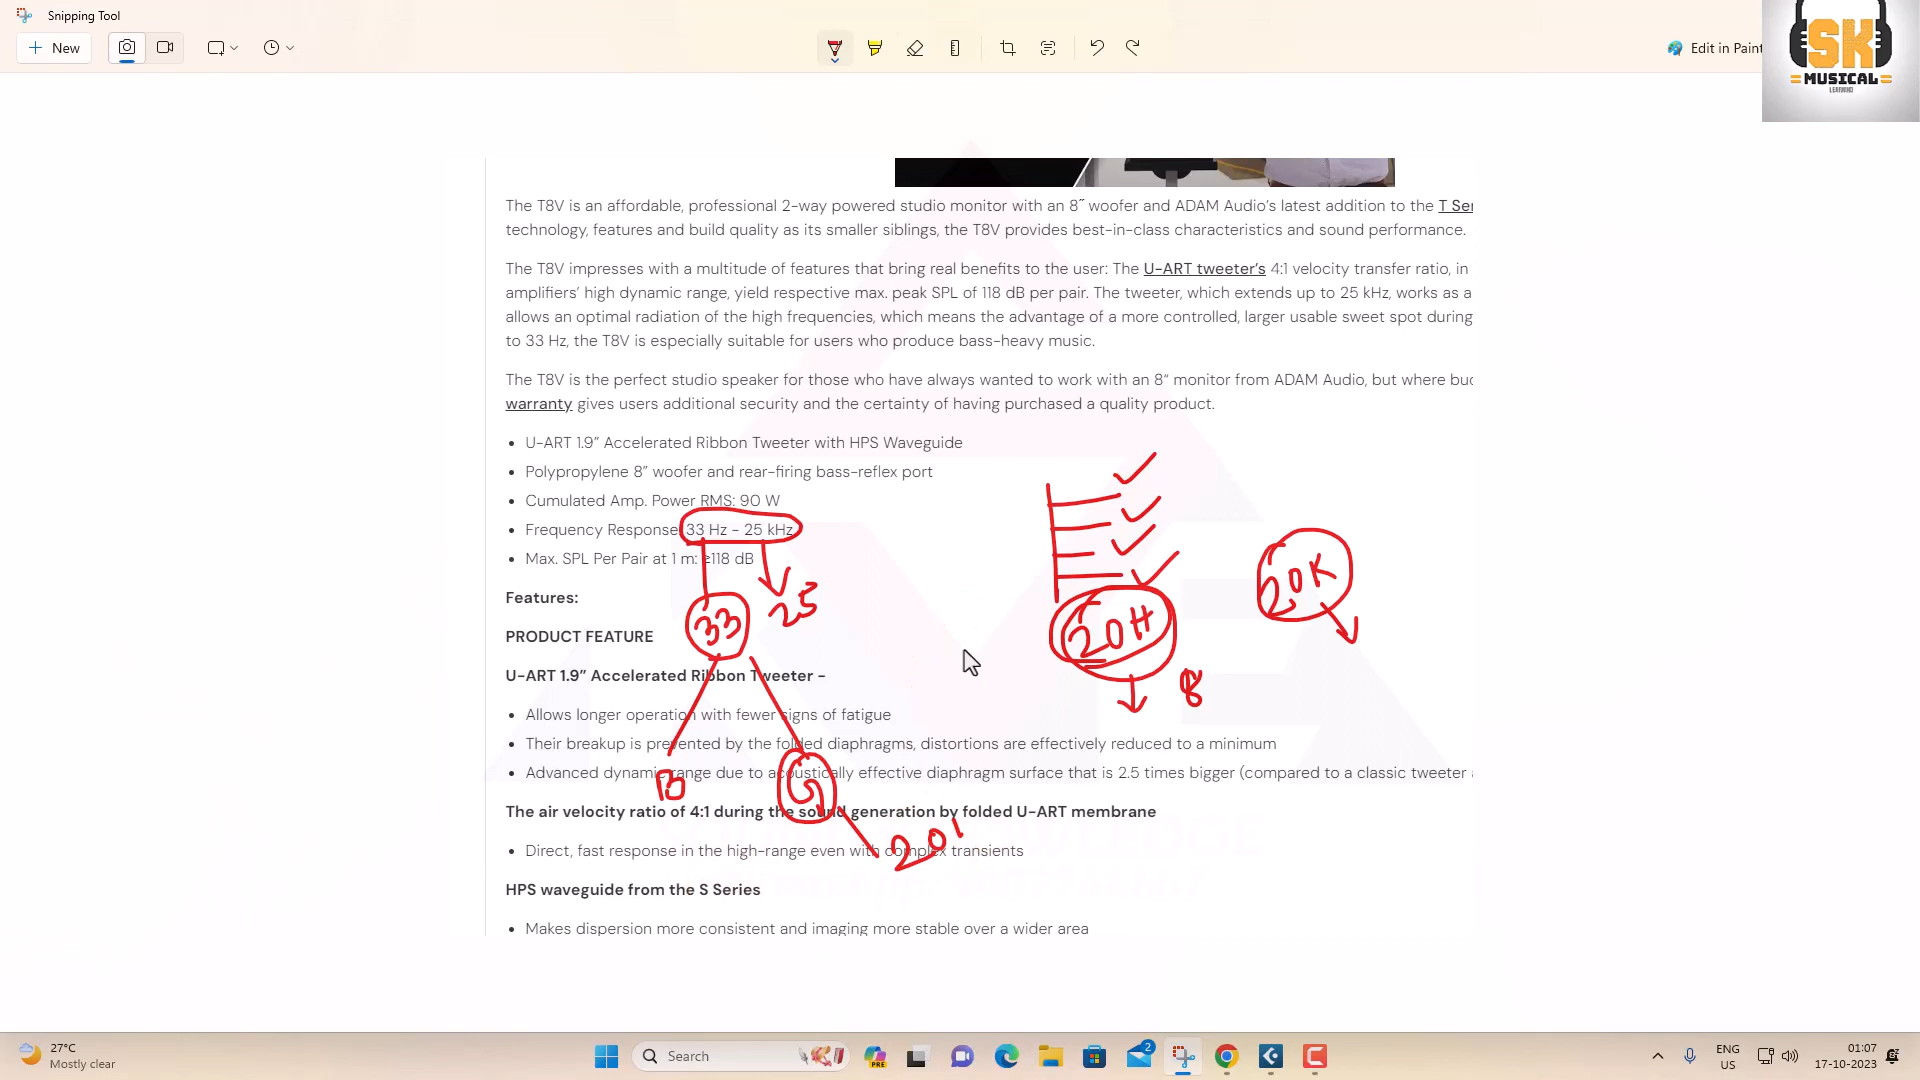 Snipping Tool
New
Edit in Paint
SK
MUSICAL
LEARNING
The T8V is an affordable, professional 2-way powered studio monitor with an 8˝ woofer and ADAM Audio’s latest addition to the T Ser
technology, features and build quality as its smaller siblings, the T8V provides best-in-class characteristics and sound performance.
The T8V impresses with a multitude of features that bring real benefits to the user: The U-ART tweeter’s 4:1 velocity transfer ratio, in
amplifiers’ high dynamic range, yield respective max. peak SPL of 118 dB per pair. The tweeter, which extends up to 25 kHz, works as a
allows an optimal radiation of the high frequencies, which means the advantage of a more controlled, larger usable sweet spot during
to 33 Hz, the T8V is especially suitable for users who produce bass-heavy music.
The T8V is the perfect studio speaker for those who have always wanted to work with an 8“ monitor from ADAM Audio, but where buc
warranty gives users additional security and the certainty of having purchased a quality product.
• U-ART 1.9” Accelerated Ribbon Tweeter with HPS Waveguide
• Polypropylene 8” woofer and rear-firing bass-reflex port
• Cumulated Amp. Power RMS: 90 W
• Frequency Response: 33 Hz - 25 kHz
• Max. SPL Per Pair at 1 m: ≥118 dB
33 25
20H
8
20K
Features:
PRODUCT FEATURE
U-ART 1.9” Accelerated Ribbon Tweeter -
• Allows longer operation with fewer signs of fatigue
• Their breakup is prevented by the folded diaphragms, distortions are effectively reduced to a minimum
• Advanced dynamic range due to acoustically effective diaphragm surface that is 2.5 times bigger (compared to a classic tweeter
B
The air velocity ratio of 4:1 during the sound generation by folded U-ART membrane
• Direct, fast response in the high-range even with complex transients
20
HPS waveguide from the S Series
• Makes dispersion more consistent and imaging more stable over a wider area
27°C
Mostly clear
Search
PRE
2
ENG
US
01:07
17-10-2023